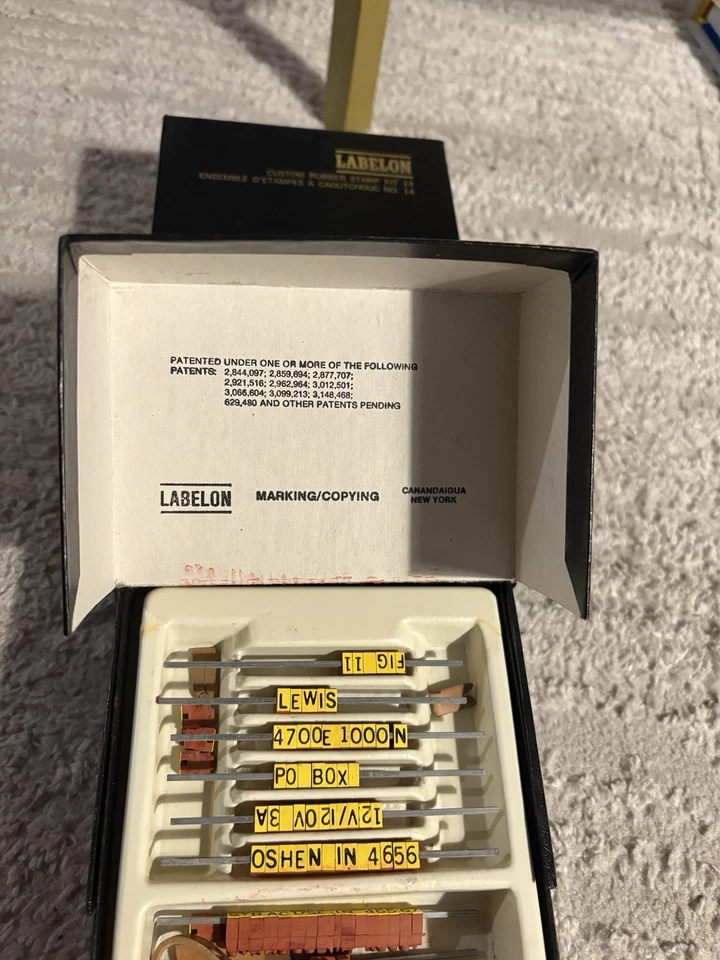 LABELON
CUSTOM RUBBER STAMP KIT 14
ENSEMBLE D'ETAMPES À CAOUTCHOUC NO. 14
PATENTED UNDER ONE OR MORE OF THE FOLLOWING
PATENTS: 2,844,097; 2,859,694; 2,877,707;
2,921,516; 2,962,964; 3,012,501;
3,066,604; 3,099,213; 3,148,468;
629,480 AND OTHER PATENTS PENDING
LABELON MARKING/COPYING CANANDAIGUA
NEW YORK
FIG 11
LEWIS
4700E 1000 N
PO BOX
12V/120V 3A
OSHEN IN 4656